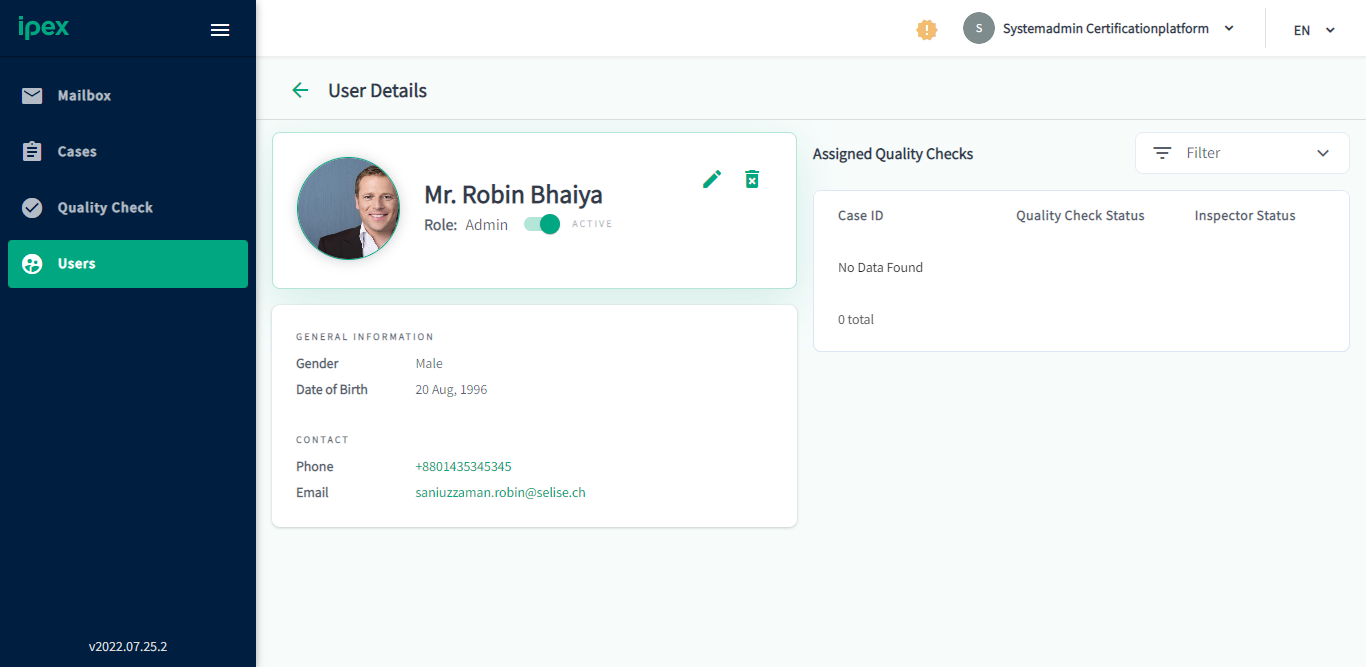 ipex
Systemadmin Certificationplatform
S
EN
Mailbox
Cases
Quality Check
Users
v2022.07.25.2
User Details
Mr. Robin Bhaiya
Role: Admin ACTIVE
GENERAL INFORMATION
Gender Male
Date of Birth 20 Aug, 1996
CONTACT
Phone +8801435345345
Email saniuzzaman.robin@selise.ch
Assigned Quality Checks
Filter
Case ID Quality Check Status Inspector Status
No Data Found
0 total